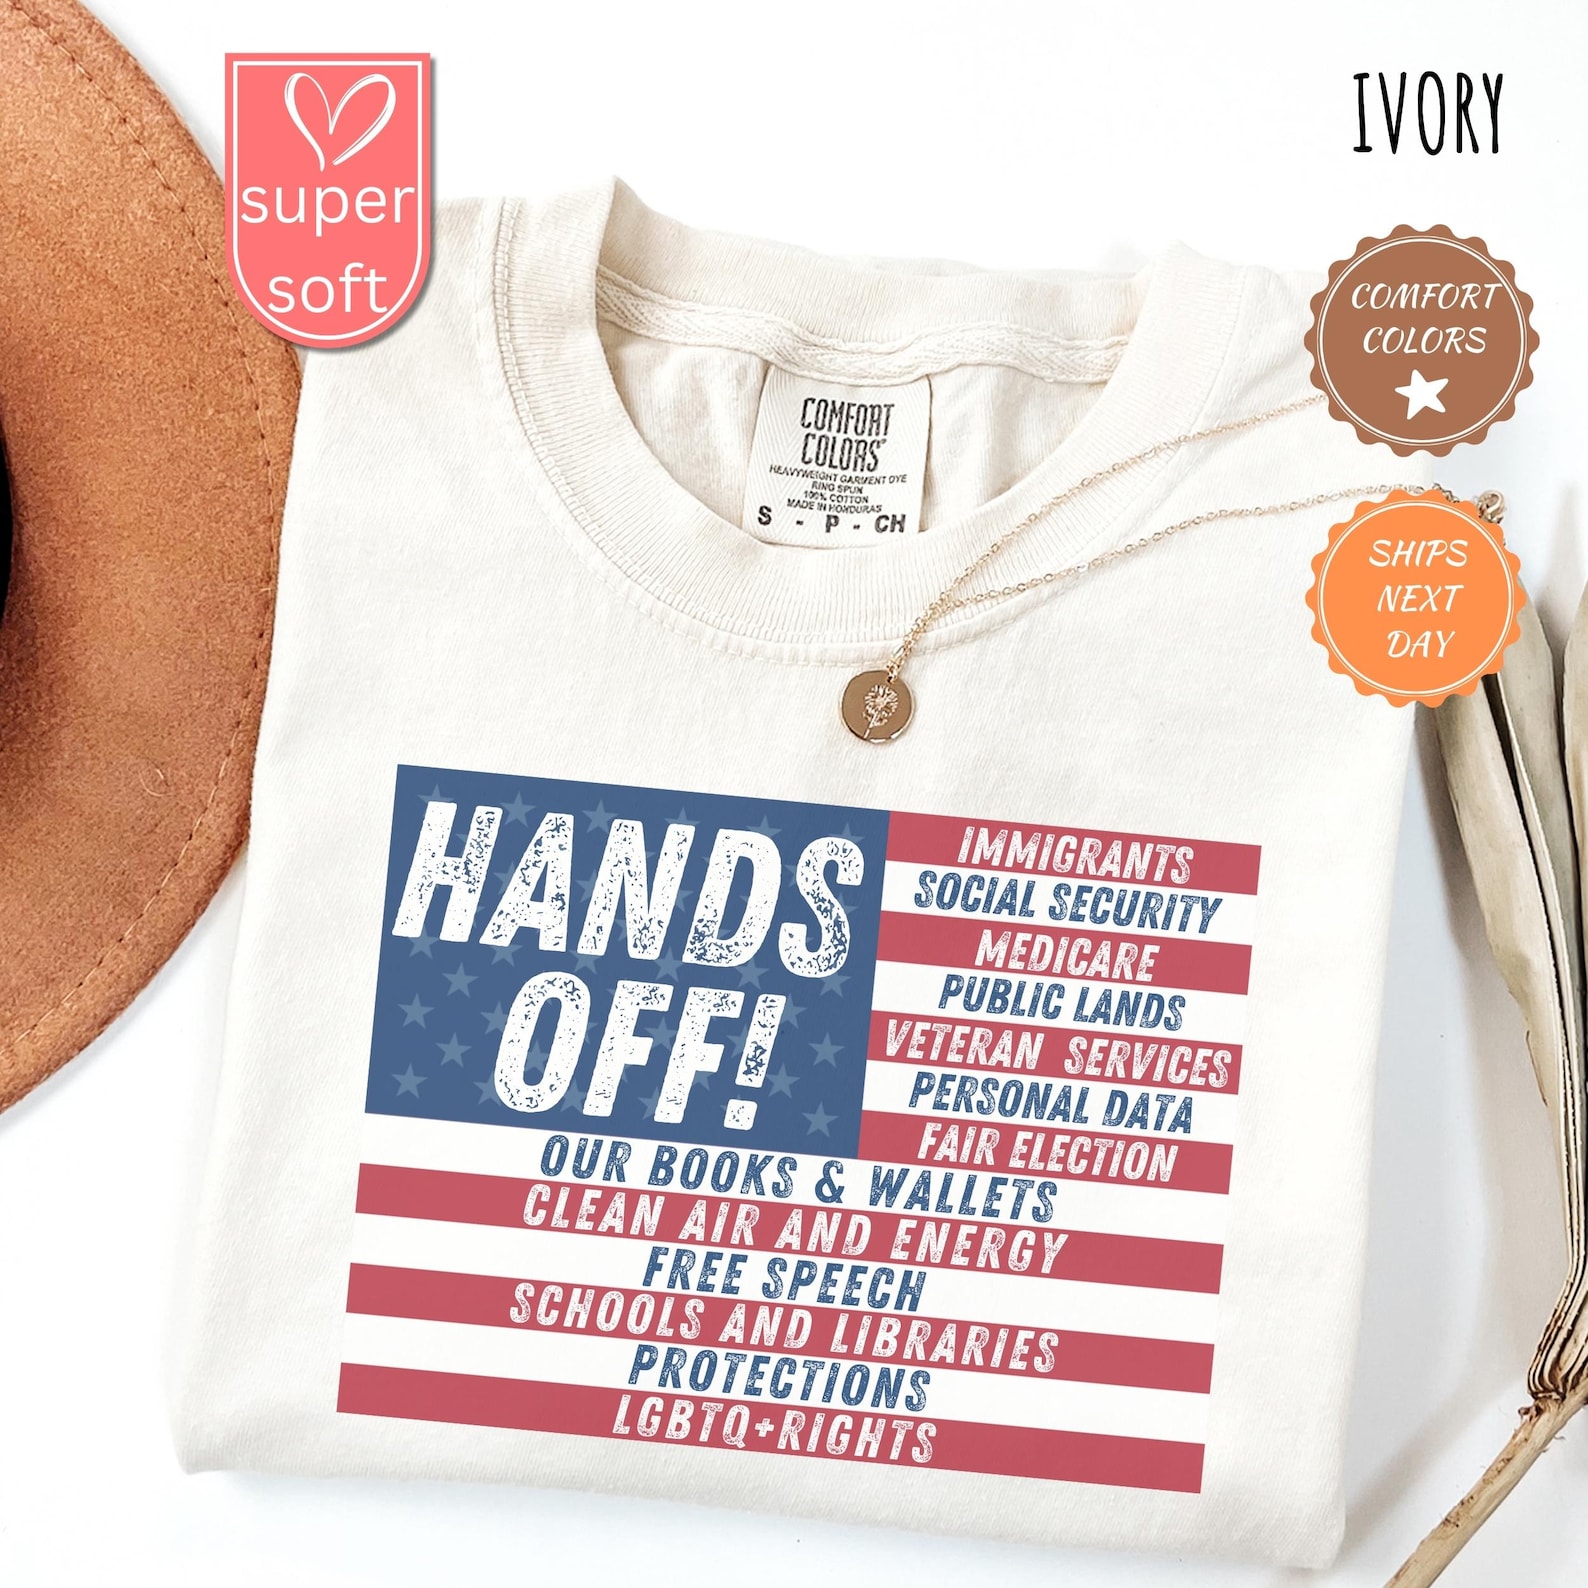 super
soft
IVORY
COMFORT
COLORS
COMFORT
COLORS
HEAVYWEIGHT GARMENT DYE
RING SPUN
100% COTTON
MADE IN HONDURAS
S - P - CH
SHIPS
NEXT
DAY
HANDS
OFF!
IMMIGRANTS
SOCIAL SECURITY
MEDICARE
PUBLIC LANDS
VETERAN SERVICES
PERSONAL DATA
FAIR ELECTION
OUR BOOKS & WALLETS
CLEAN AIR AND ENERGY
FREE SPEECH
SCHOOLS AND LIBRARIES
PROTECTIONS
LGBTQ+RIGHTS